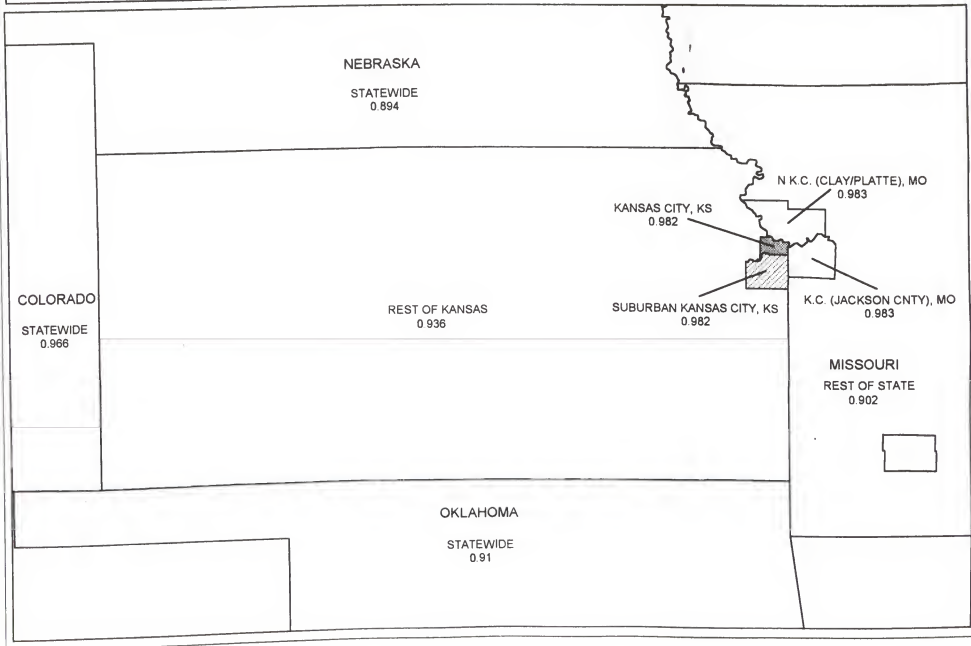 NEBRASKA
STATEWIDE
0.894
N K.C. (CLAY/PLATTE), MO
0.983
KANSAS CITY, KS
0.982
COLORADO
STATEWIDE
0.966
REST OF KANSAS
0.936
SUBURBAN KANSAS CITY, KS
0.982
K.C. (JACKSON CNTY), MO
0.983
MISSOURI
REST OF STATE
0.902
OKLAHOMA
STATEWIDE
0.91